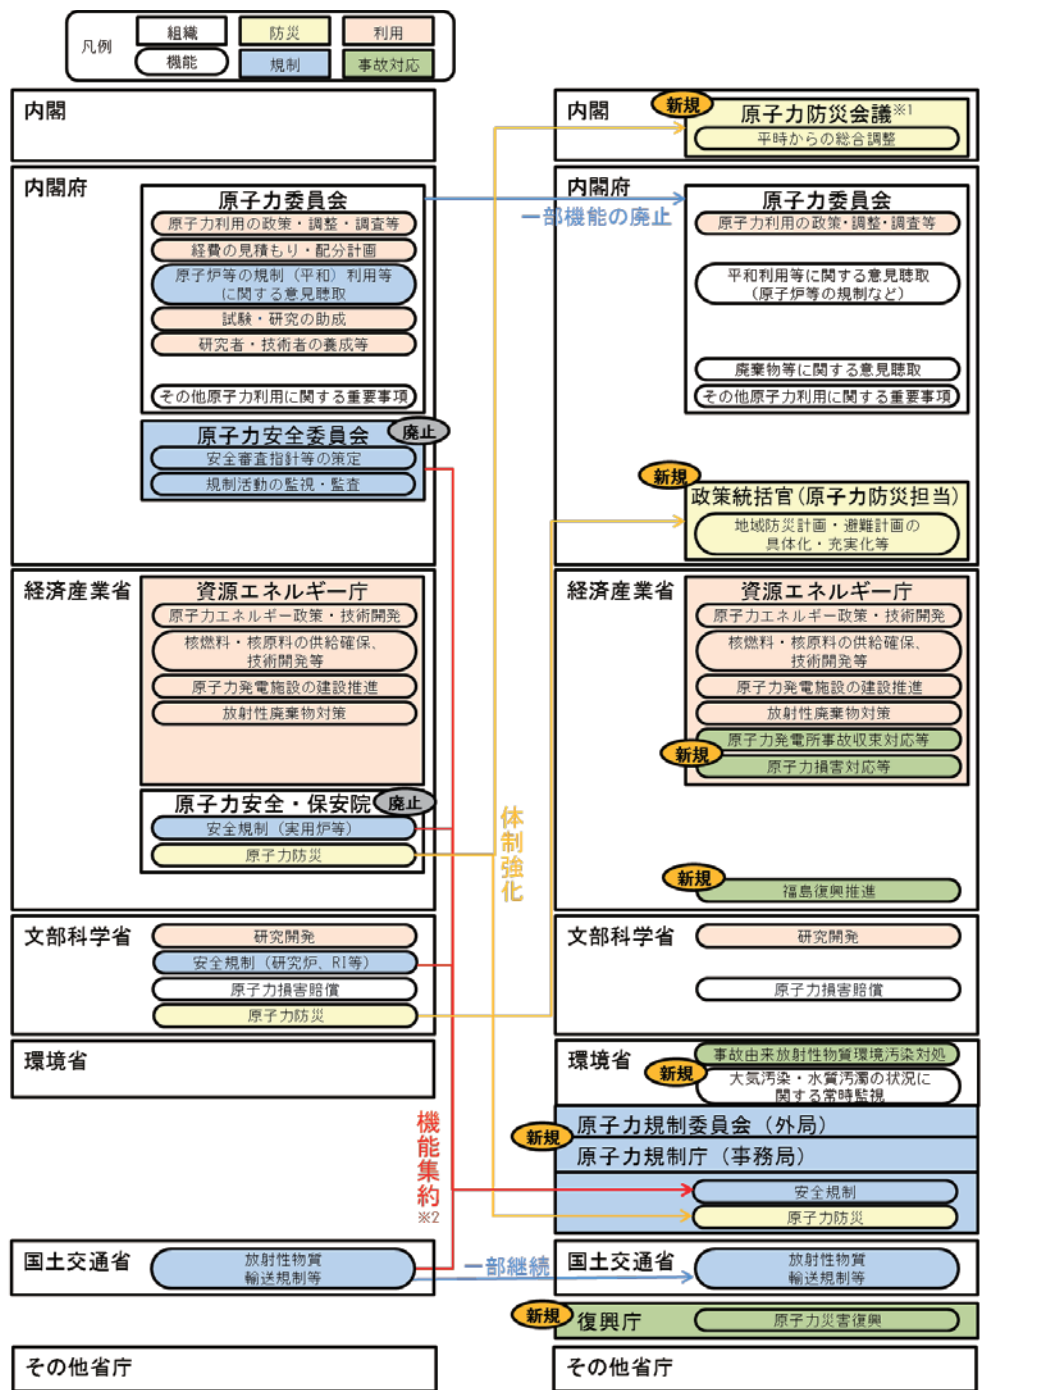 凡例
組織
防災
利用
機能
規制
事故対応
内閣
内閣府
原子力委員会
原子力利用の政策・調整・調査等
経費の見積もり・配分計画
原子炉等の規制（平和）利用等
に関する意見聴取
試験・研究の助成
研究者・技術者の養成等
その他原子力利用に関する重要事項
原子力安全委員会
廃止
安全審査指針等の策定
規制活動の監視・監査
経済産業省
資源エネルギー庁
原子力エネルギー政策・技術開発
核燃料・核原料の供給確保、
技術開発等
原子力発電施設の建設推進
放射性廃棄物対策
原子力安全・保安院
廃止
安全規制（実用炉等）
原子力防災
文部科学省
研究開発
安全規制（研究炉、RI等）
原子力損害賠償
原子力防災
環境省
国土交通省
放射性物質
輸送規制等
その他省庁
一部機能の廃止
体制強化
機能集約
※2
一部継続
内閣
新規
原子力防災会議※1
平時からの総合調整
内閣府
原子力委員会
原子力利用の政策・調整・調査等
平和利用等に関する意見聴取
（原子炉等の規制など）
廃棄物等に関する意見聴取
その他原子力利用に関する重要事項
新規
政策統括官（原子力防災担当）
地域防災計画・避難計画の
具体化・充実化等
経済産業省
資源エネルギー庁
原子力エネルギー政策・技術開発
核燃料・核原料の供給確保、
技術開発等
原子力発電施設の建設推進
放射性廃棄物対策
原子力発電所事故収束対応等
新規
原子力損害対応等
新規
福島復興推進
文部科学省
研究開発
原子力損害賠償
環境省
事故由来放射性物質環境汚染対処
新規
大気汚染・水質汚濁の状況に
関する常時監視
新規
原子力規制委員会（外局）
原子力規制庁（事務局）
安全規制
原子力防災
国土交通省
放射性物質
輸送規制等
新規
復興庁
原子力災害復興
その他省庁